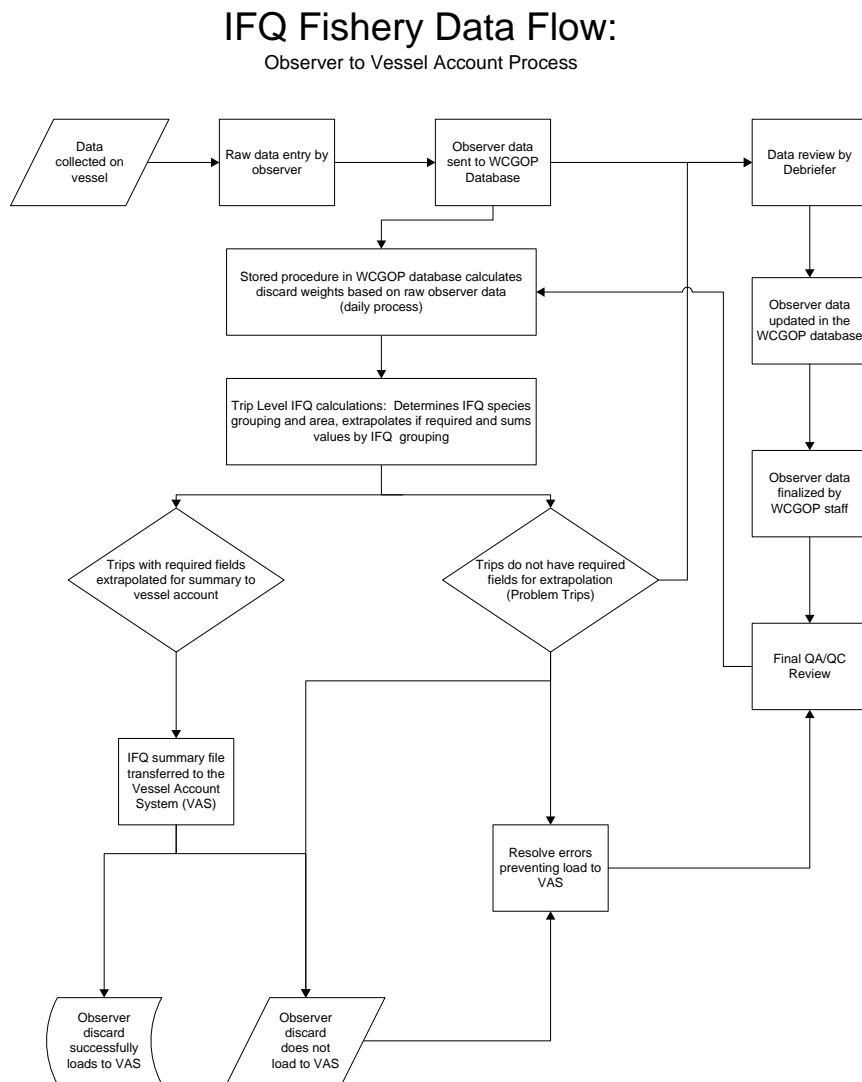 IFQ Fishery Data Flow:
Observer to Vessel Account Process
Data
collected on
vessel
Raw data entry by
observer
Observer data
sent to WCGOP
Database
Data review by
Debriefer
Stored procedure in WCGOP database calculates
discard weights based on raw observer data
(daily process)
Observer data
updated in the
WCGOP database
Trip Level IFQ calculations:  Determines IFQ species
grouping and area, extrapolates if required and sums
values by IFQ  grouping
Observer data
finalized by
WCGOP staff
Trips with required fields
extrapolated for summary to
vessel account
Trips do not have required
fields for extrapolation
(Problem Trips)
Final QA/QC
Review
IFQ summary file
transferred to the
Vessel Account
System (VAS)
Resolve errors
preventing load to
VAS
Observer
discard
successfully
loads to VAS
Observer
discard
does not
load to VAS